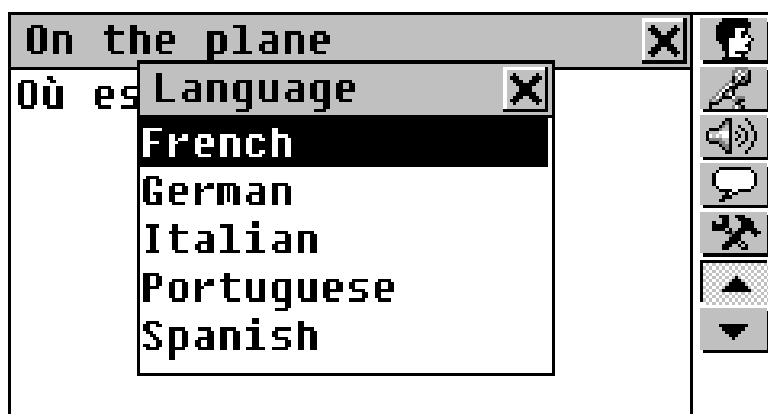 On the plane
Où es
Language
French
German
Italian
Portuguese
Spanish